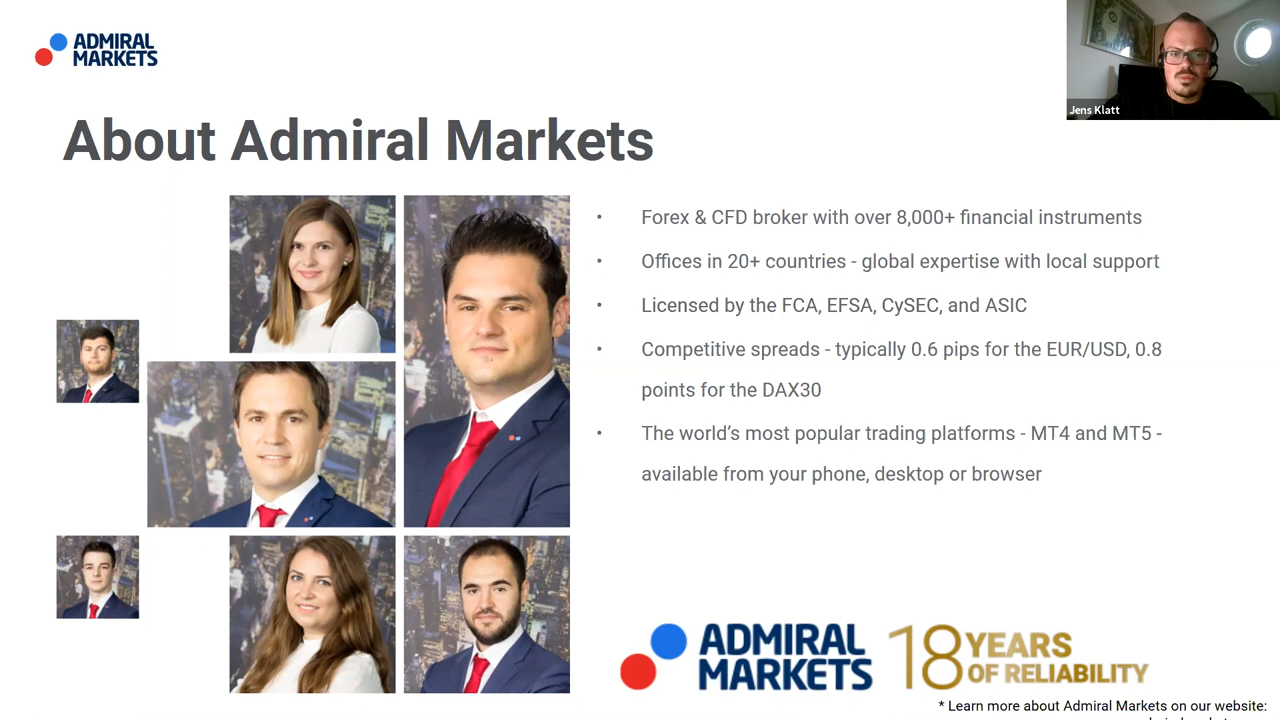 ADMIRAL
MARKETS
Jens Klatt
About Admiral Markets
• Forex & CFD broker with over 8,000+ financial instruments
• Offices in 20+ countries - global expertise with local support
• Licensed by the FCA, EFSA, CySEC, and ASIC
• Competitive spreads - typically 0.6 pips for the EUR/USD, 0.8
points for the DAX30
• The world‘s most popular trading platforms - MT4 and MT5 -
available from your phone, desktop or browser
ADMIRAL
MARKETS
18 YEARS
OF RELIABILITY
* Learn more about Admiral Markets on our website: